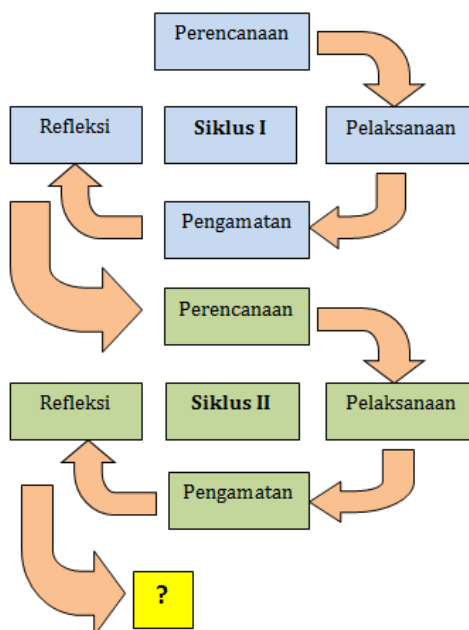 Perencanaan
Refleksi
Siklus I
Pelaksanaan
Pengamatan
Perencanaan
Refleksi
Siklus II
Pelaksanaan
Pengamatan
?